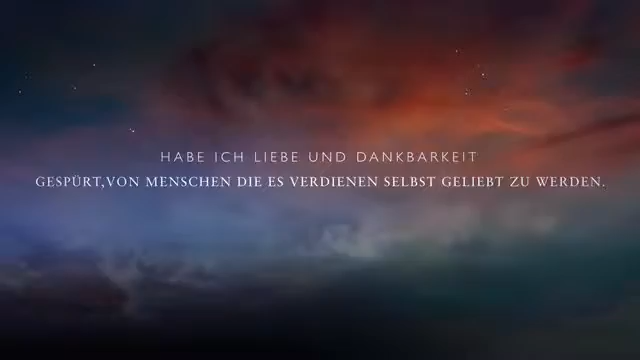 HABE ICH LIEBE UND DANKBARKEIT
GESPÜRT,VON MENSCHEN DIE ES VERDIENEN SELBST GELIEBT ZU WERDEN.